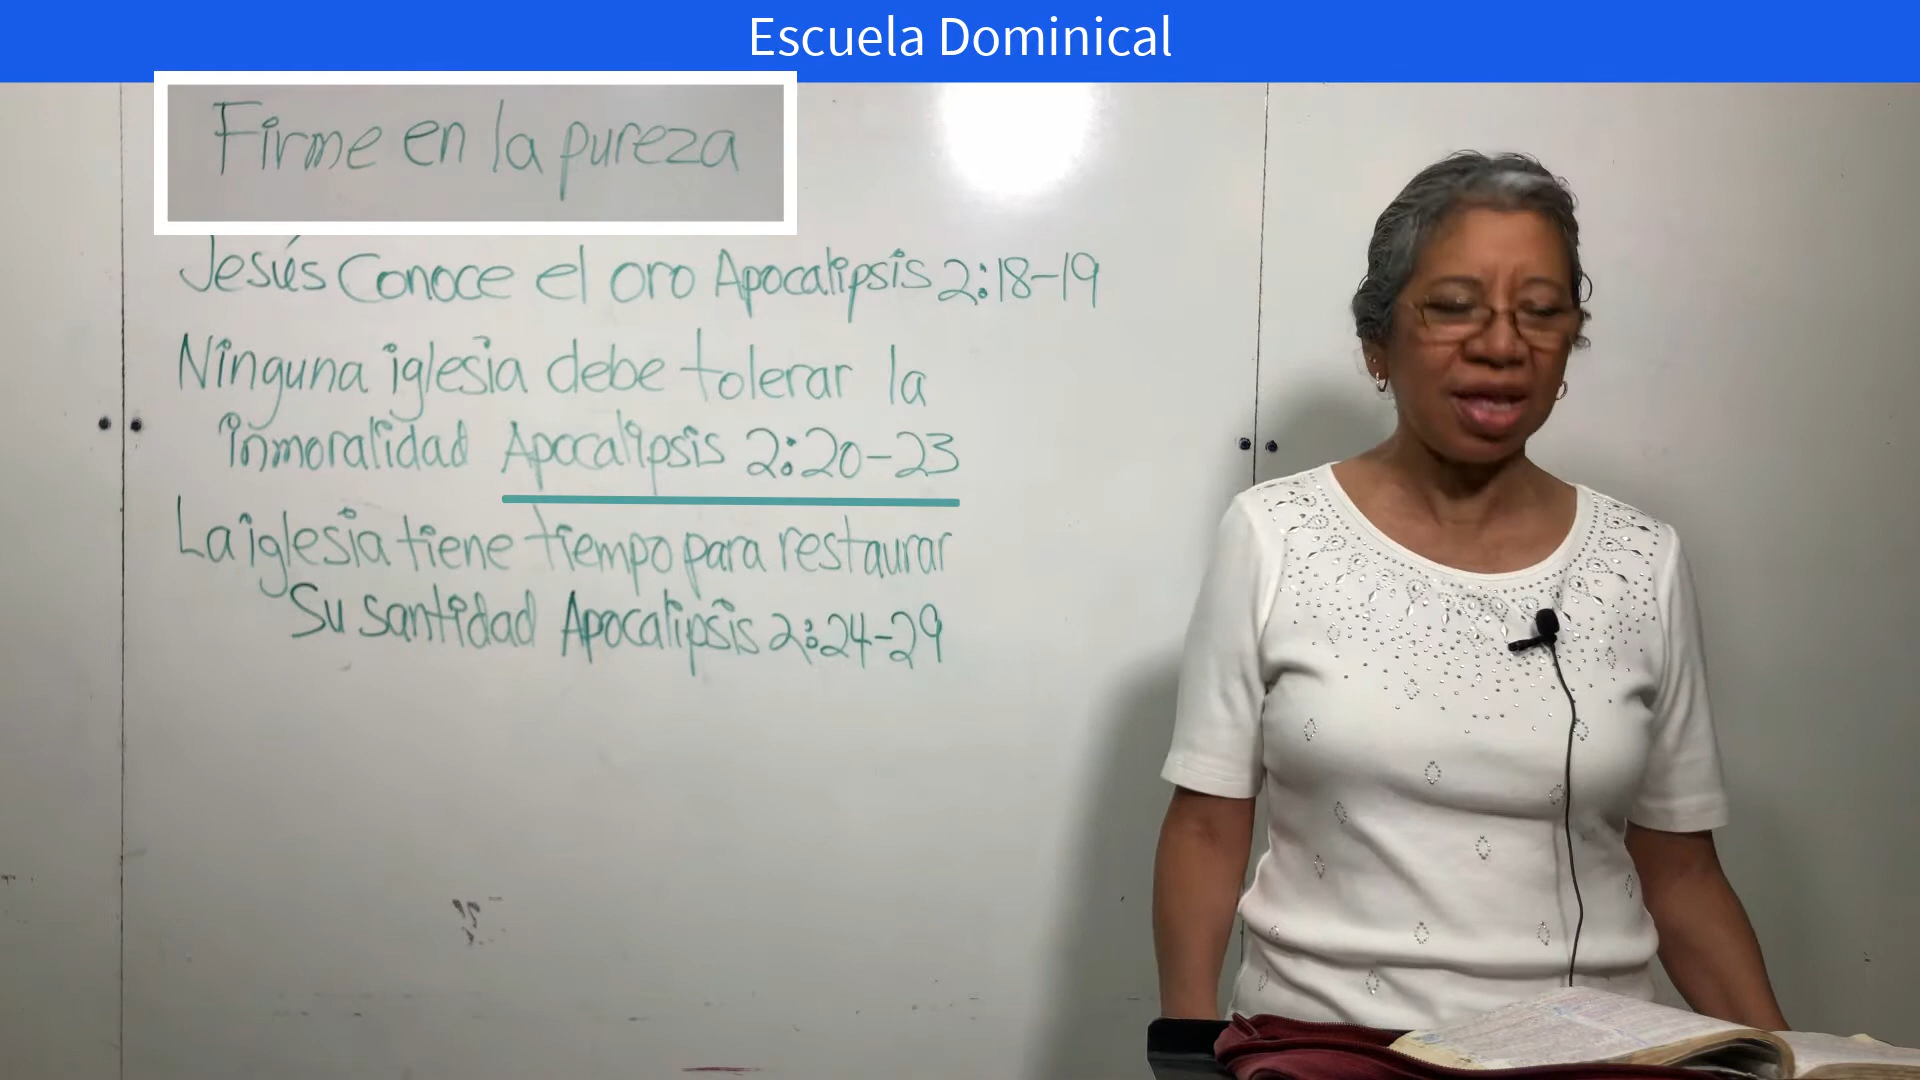 Escuela Dominical
Firme en la pureza
Jesús Conoce el oro Apocalipsis 2:18-19
Ninguna iglesia debe tolerar la
inmoralidad Apocalipsis 2:20-23
La iglesia tiene tiempo para restaurar
Su santidad Apocalipsis 2:24-29